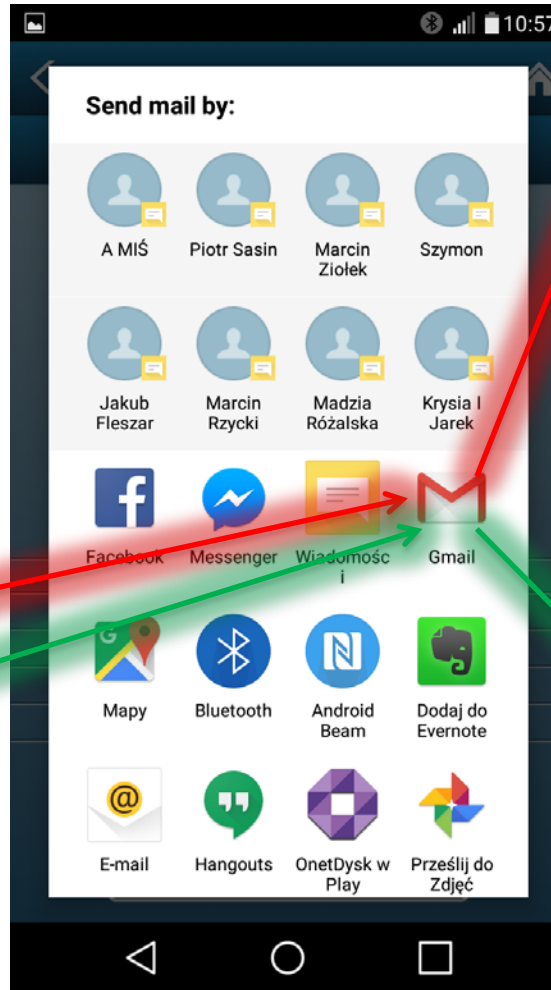 10:57
Send mail by:
A MIŚ Piotr Sasin Marcin Szymon
Ziołek
Jakub Marcin Madzia Krysia I
Fleszar Rzycki Różalska Jarek
Facebook Messenger Wiadomośc Gmail
i
G
Mapy Bluetooth Android Dodaj do
Beam Evernote
@
E-mail Hangouts OnetDysk w Prześlij do
Play Zdjęć